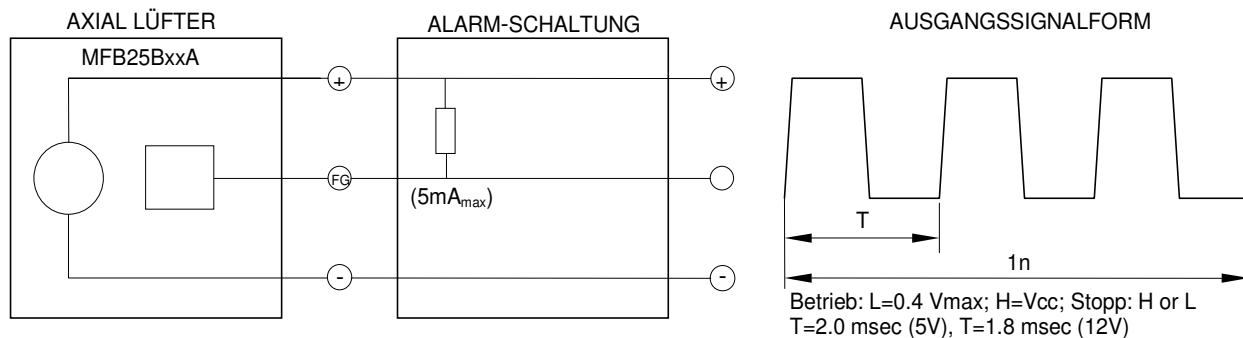 AXIAL LÜFTER
MFB25BxxA
ALARM-SCHALTUNG
AUSGANGSSIGNALFORM
+
+
FG
(5mAmax)
-
-
T
1n
Betrieb: L=0.4 Vmax; H=Vcc; Stopp: H or L
T=2.0 msec (5V), T=1.8 msec (12V)